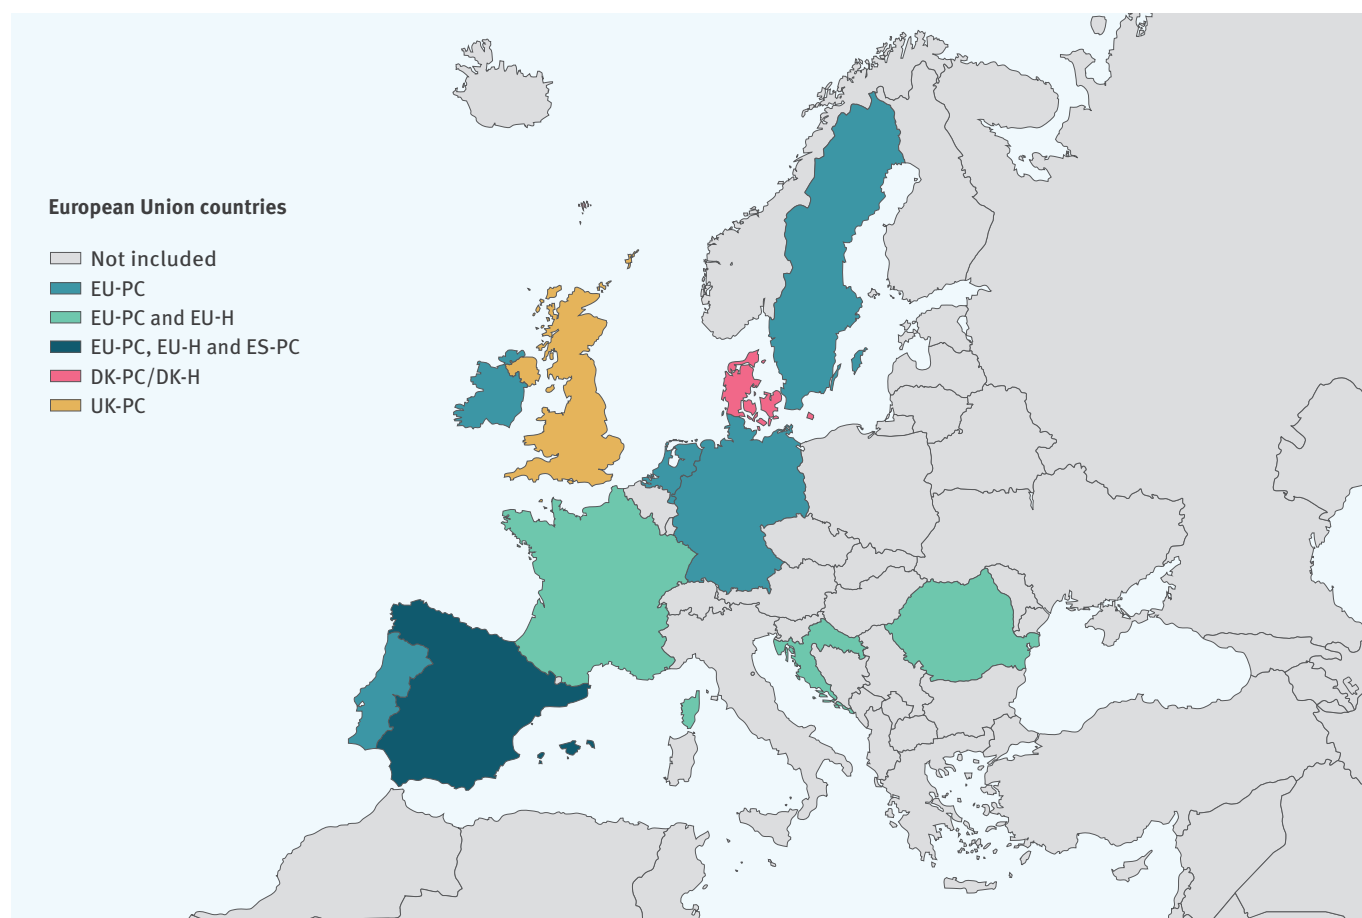 European Union countries
Not included
EU-PC
EU-PC and EU-H
EU-PC, EU-H and ES-PC
DK-PC/DK-H
UK-PC